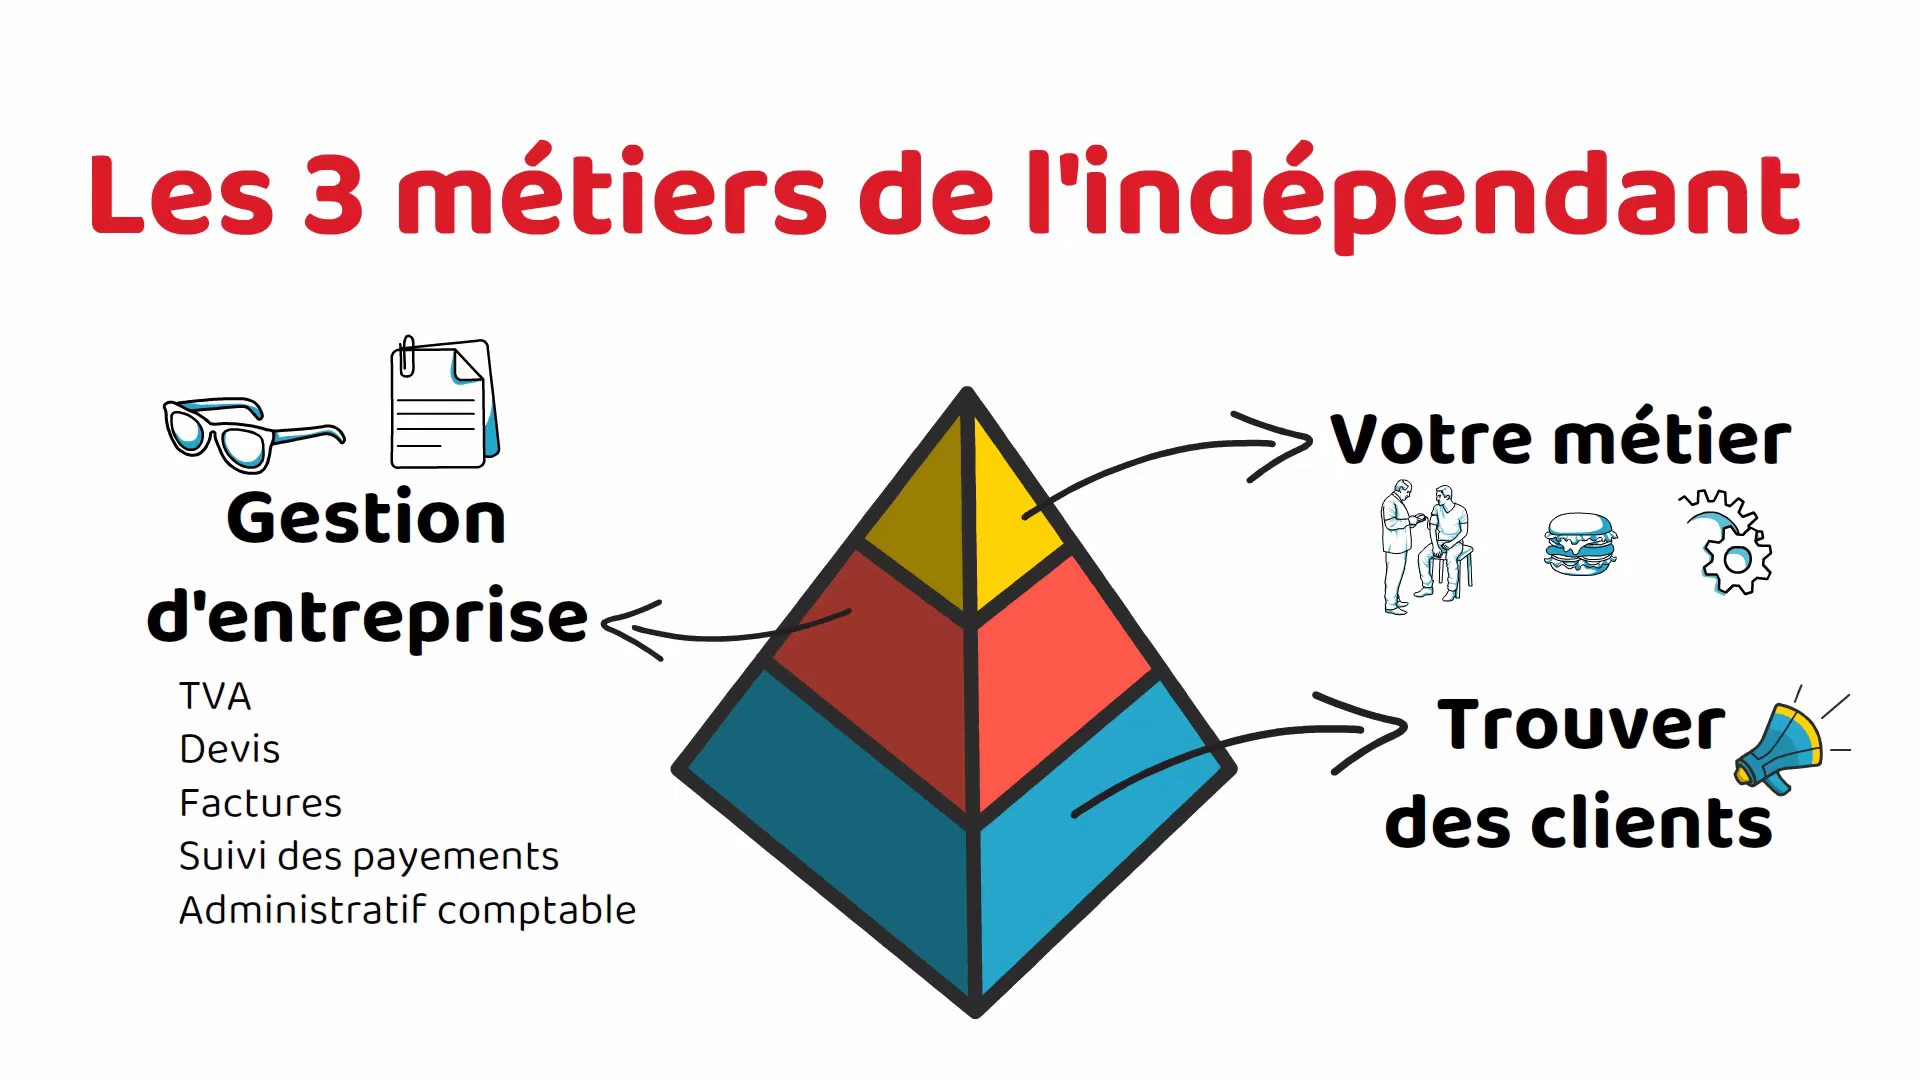 Les 3 métiers de l'indépendant
Gestion
d'entreprise
TVA
Devis
Factures
Suivi des payements
Administratif comptable
Votre métier
Trouver
des clients